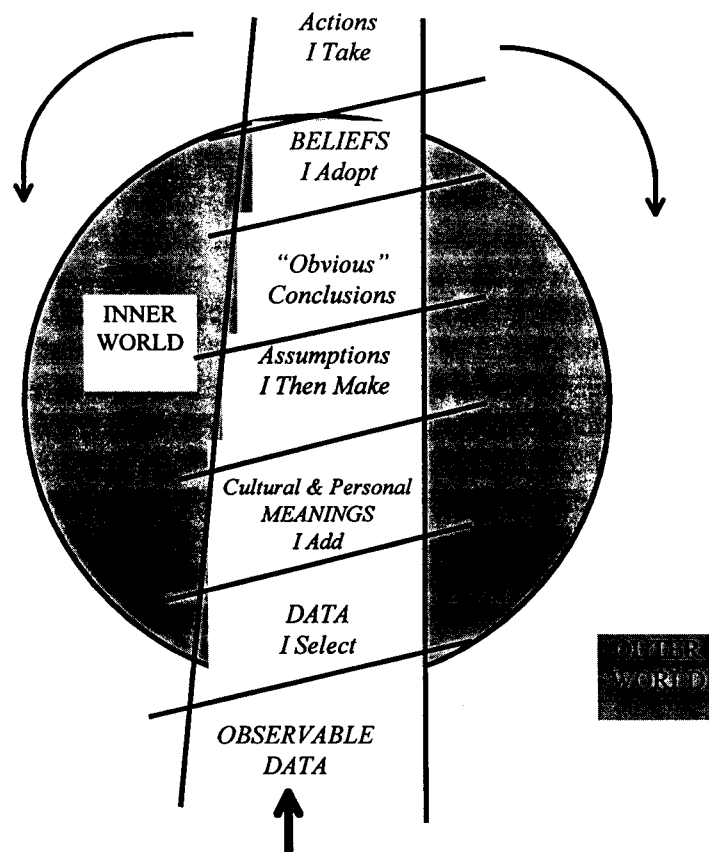 Actions
I Take
BELIEFS
I Adopt
“Obvious”
Conclusions
INNER
WORLD
Assumptions
I Then Make
Cultural & Personal
MEANINGS
I Add
DATA
I Select
OUTER
WORLD
OBSERVABLE
DATA